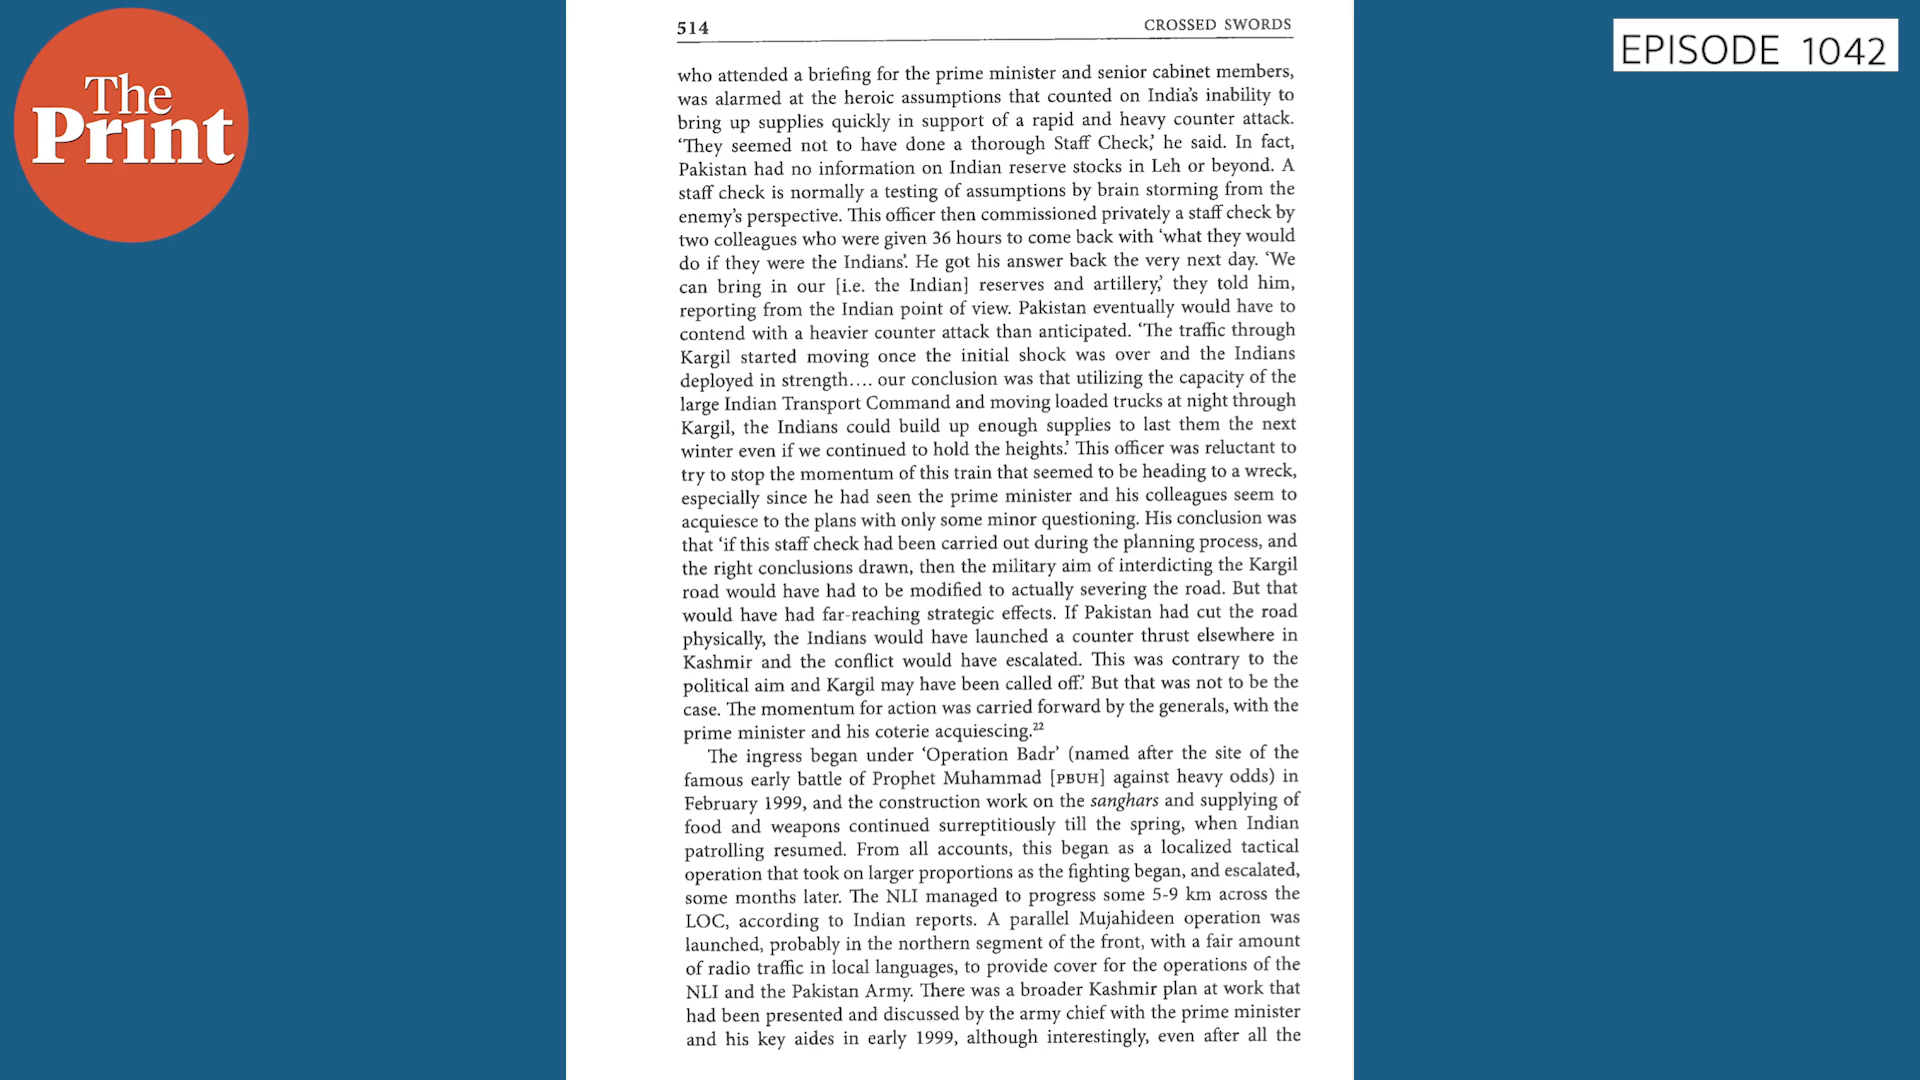 The
Print
EPISODE 1042
514
CROSSED SWORDS
who attended a briefing for the prime minister and senior cabinet members,
was alarmed at the heroic assumptions that counted on India's inability to
bring up supplies quickly in support of a rapid and heavy counter attack.
'They seemed not to have done a thorough Staff Check,' he said. In fact,
Pakistan had no information on Indian reserve stocks in Leh or beyond. A
staff check is normally a testing of assumptions by brain storming from the
enemy's perspective. This officer then commissioned privately a staff check by
two colleagues who were given 36 hours to come back with 'what they would
do if they were the Indians'. He got his answer back the very next day. 'We
can bring in our [i.e. the Indian] reserves and artillery,' they told him,
reporting from the Indian point of view. Pakistan eventually would have to
contend with a heavier counter attack than anticipated. 'The traffic through
Kargil started moving once the initial shock was over and the Indians
deployed in strength.... our conclusion was that utilizing the capacity of the
large Indian Transport Command and moving loaded trucks at night through
Kargil, the Indians could build up enough supplies to last them the next
winter even if we continued to hold the heights.' This officer was reluctant to
try to stop the momentum of this train that seemed to be heading to a wreck,
especially since he had seen the prime minister and his colleagues seem to
acquiesce to the plans with only some minor questioning. His conclusion was
that 'if this staff check had been carried out during the planning process, and
the right conclusions drawn, then the military aim of interdicting the Kargil
road would have had to be modified to actually severing the road. But that
would have had far-reaching strategic effects. If Pakistan had cut the road
physically, the Indians would have launched a counter thrust elsewhere in
Kashmir and the conflict would have escalated. This was contrary to the
political aim and Kargil may have been called off.' But that was not to be the
case. The momentum for action was carried forward by the generals, with the
prime minister and his coterie acquiescing.²²
The ingress began under 'Operation Badr' (named after the site of the
famous early battle of Prophet Muhammad [PBUH] against heavy odds) in
February 1999, and the construction work on the sanghars and supplying of
food and weapons continued surreptitiously till the spring, when Indian
patrolling resumed. From all accounts, this began as a localized tactical
operation that took on larger proportions as the fighting began, and escalated,
some months later. The NLI managed to progress some 5-9 km across the
LOC, according to Indian reports. A parallel Mujahideen operation was
launched, probably in the northern segment of the front, with a fair amount
of radio traffic in local languages, to provide cover for the operations of the
NLI and the Pakistan Army. There was a broader Kashmir plan at work that
had been presented and discussed by the army chief with the prime minister
and his key aides in early 1999, although interestingly, even after all the